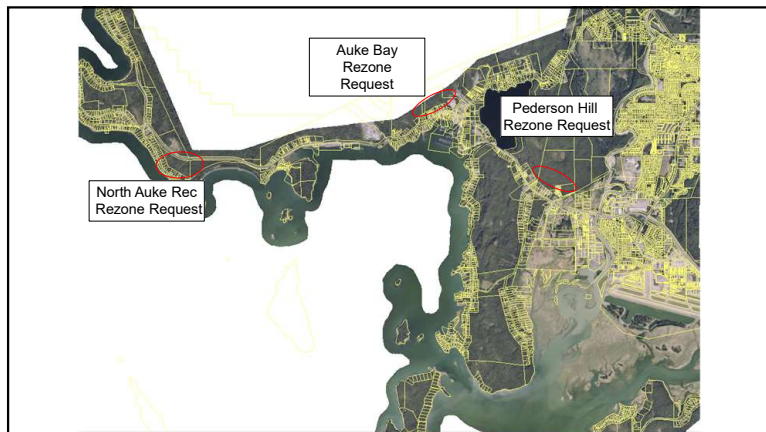 Auke Bay
Rezone
Request
Pederson Hill
Rezone Request
North Auke Rec
Rezone Request